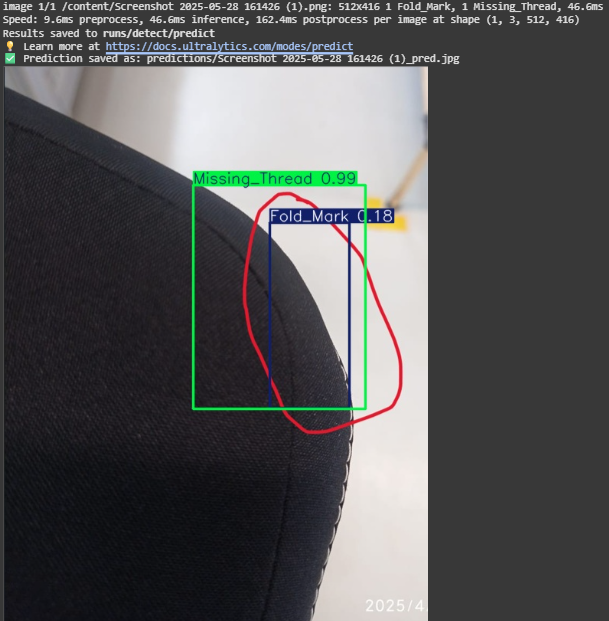 image 1/1 /content/Screenshot 2025-05-28 161426 (1).png: 512x416 1 Fold_Mark, 1 Missing_Thread, 46.6ms
Speed: 9.6ms preprocess, 46.6ms inference, 162.4ms postprocess per image at shape (1, 3, 512, 416)
Results saved to runs/detect/predict
💡 Learn more at https://docs.ultralytics.com/modes/predict
✅ Prediction saved as: predictions/Screenshot 2025-05-28 161426 (1)_pred.jpg
Missing_Thread 0.99
Fold_Mark 0.18
2025/4